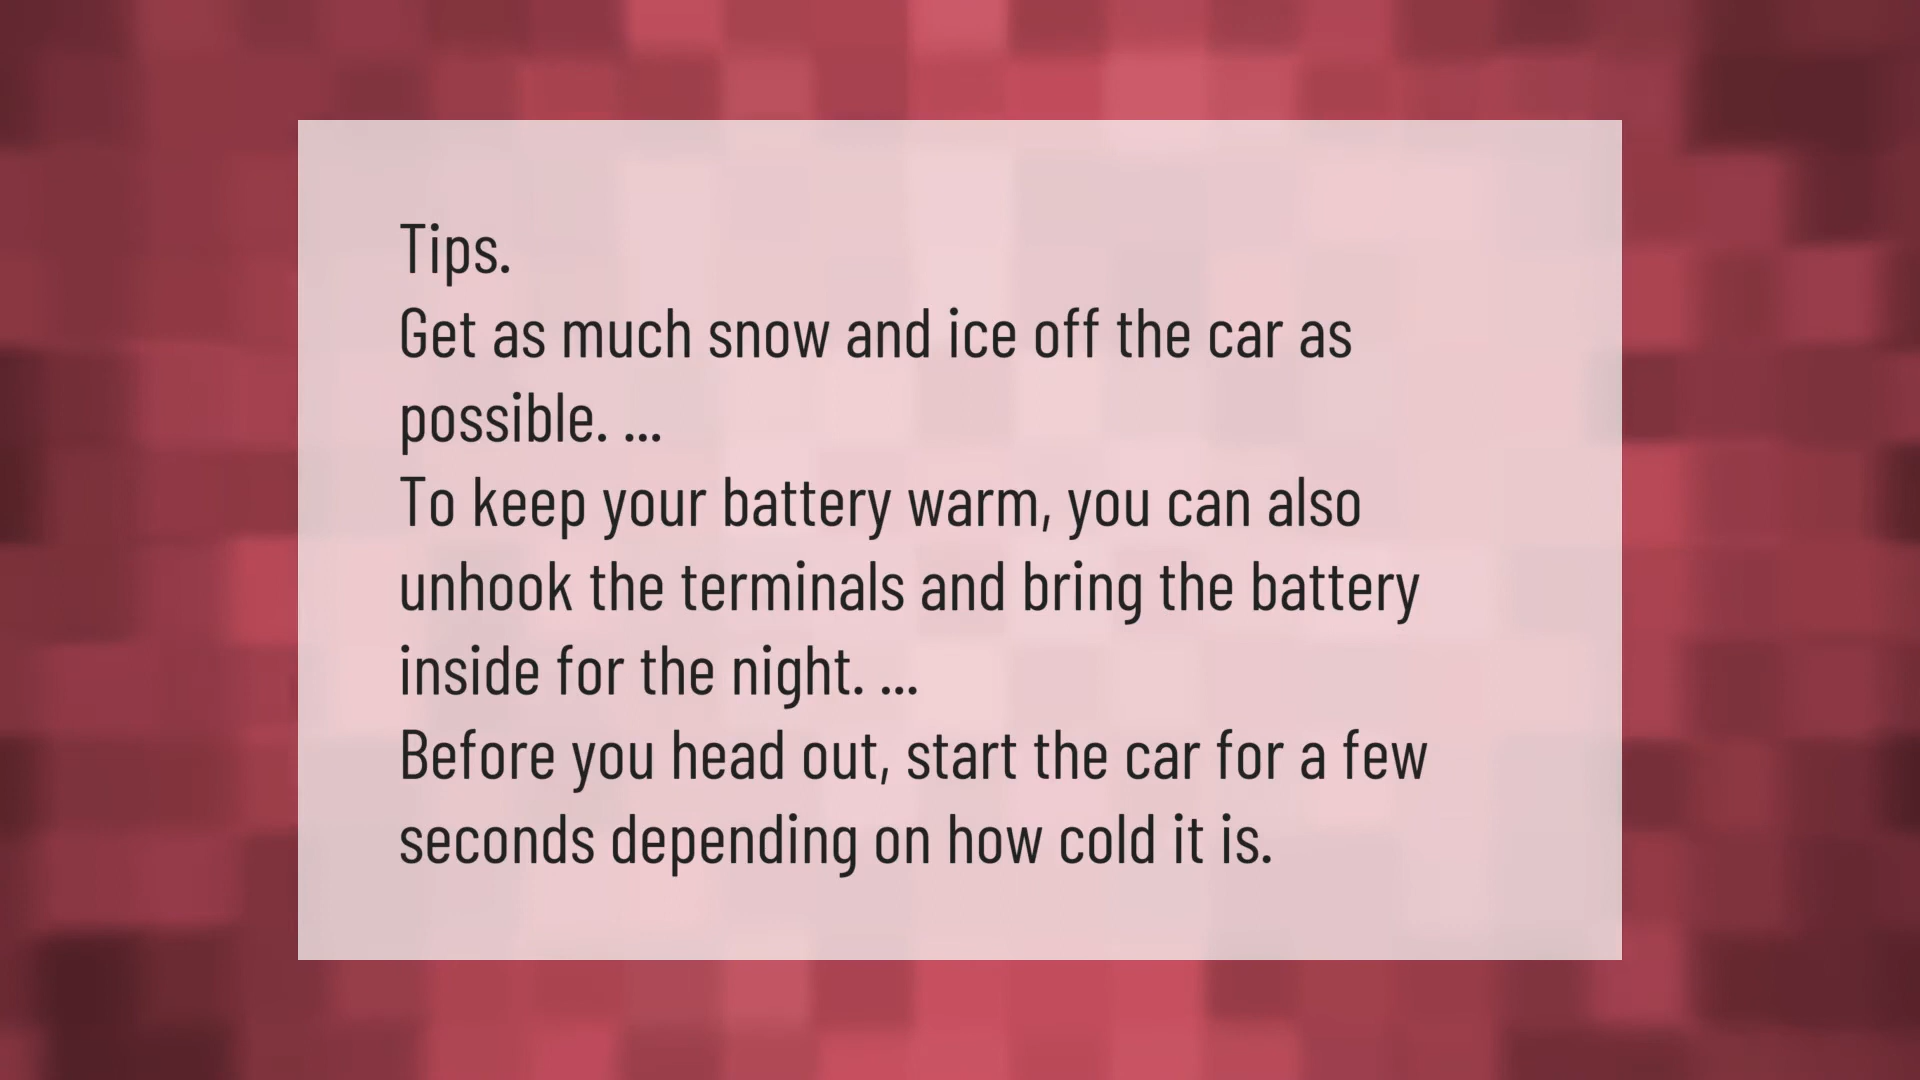 Tips.
Get as much snow and ice off the car as
possible. ...
To keep your battery warm, you can also
unhook the terminals and bring the battery
inside for the night. ...
Before you head out, start the car for a few
seconds depending on how cold it is.